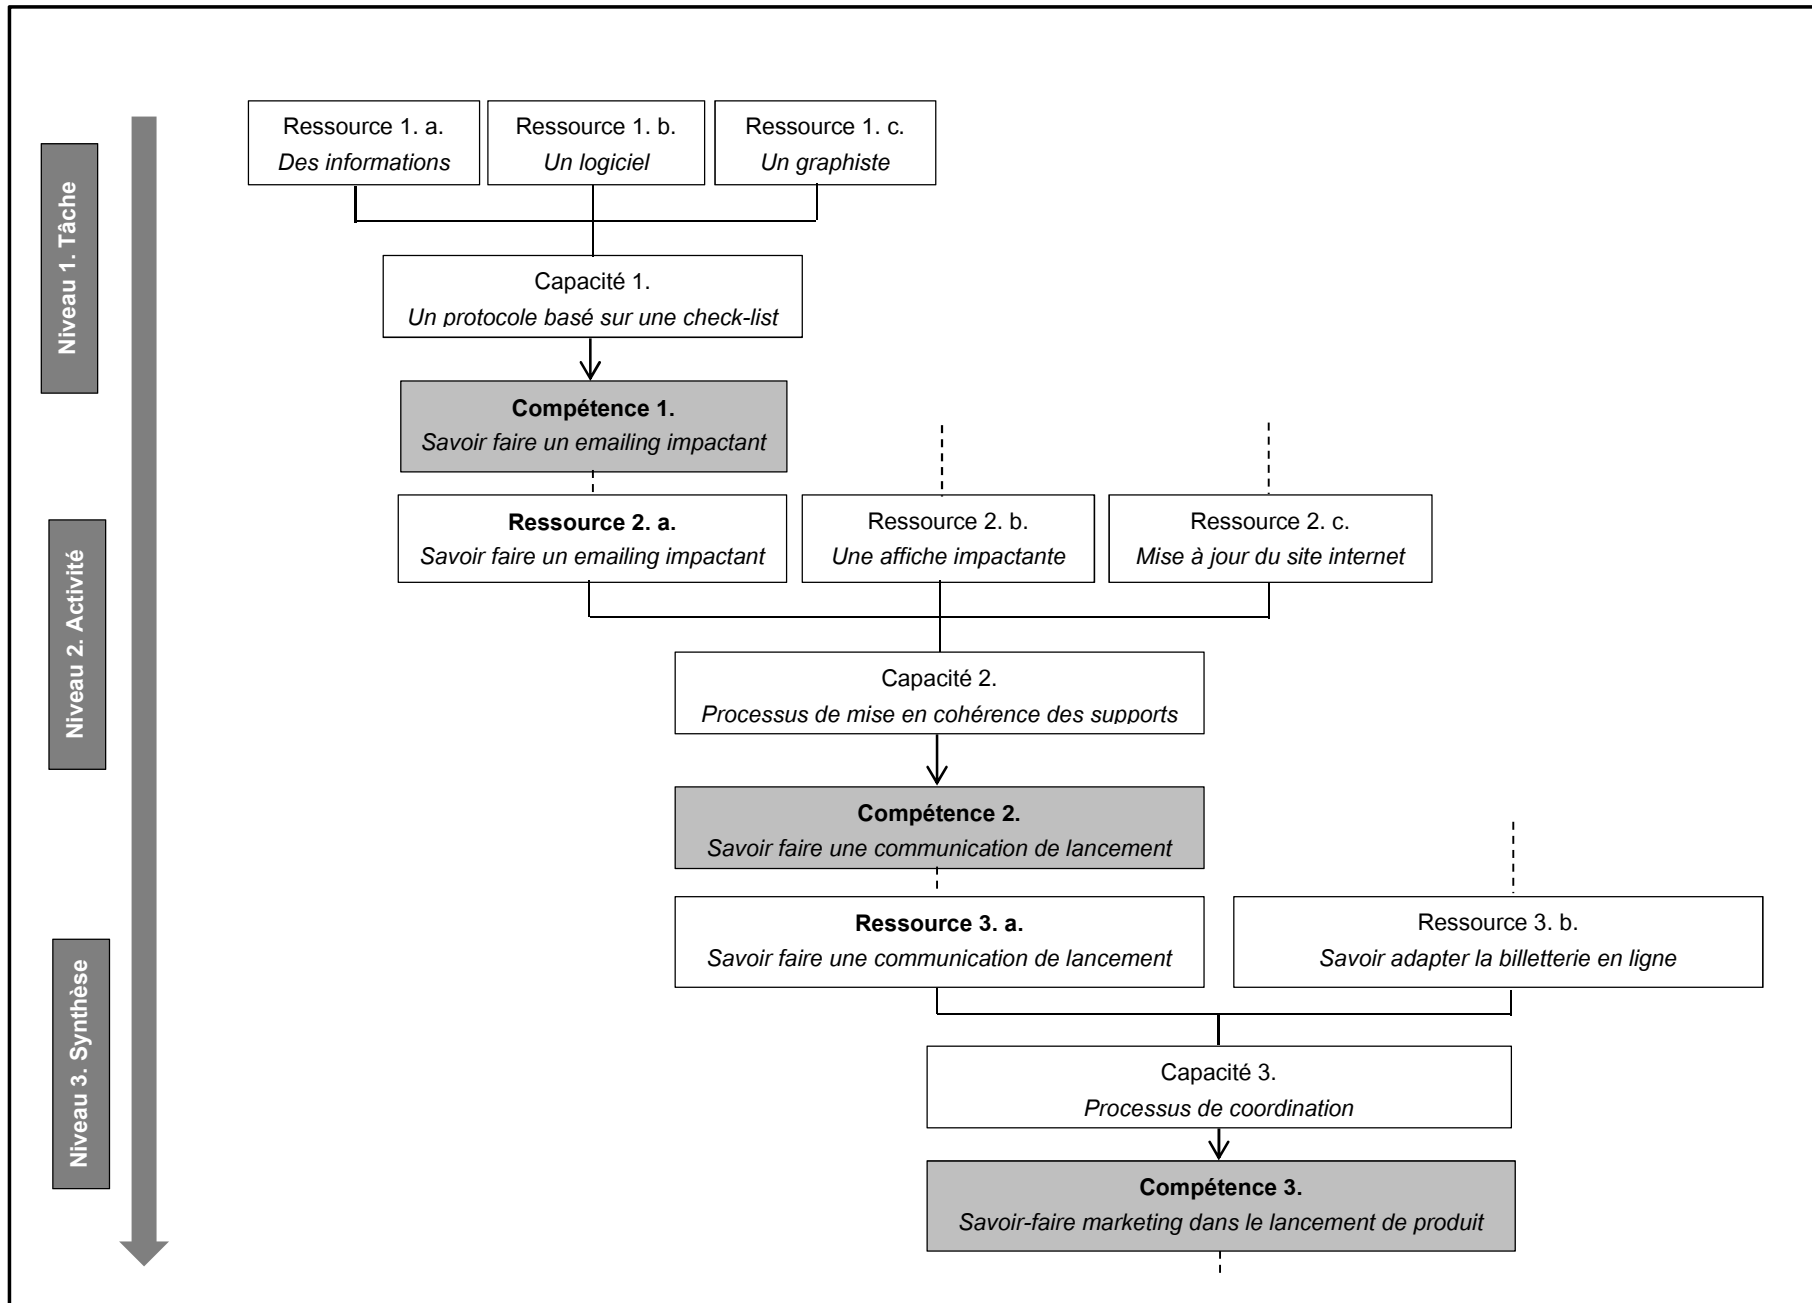 Niveau 1. Tâche
Ressource 1. a.
Des informations
Ressource 1. b.
Un logiciel
Ressource 1. c.
Un graphiste
Capacité 1.
Un protocole basé sur une check-list
Compétence 1.
Savoir faire un emailing impactant
Niveau 2. Activité
Ressource 2. a.
Savoir faire un emailing impactant
Ressource 2. b.
Une affiche impactante
Ressource 2. c.
Mise à jour du site internet
Capacité 2.
Processus de mise en cohérence des supports
Compétence 2.
Savoir faire une communication de lancement
Niveau 3. Synthèse
Ressource 3. a.
Savoir faire une communication de lancement
Ressource 3. b.
Savoir adapter la billetterie en ligne
Capacité 3.
Processus de coordination
Compétence 3.
Savoir-faire marketing dans le lancement de produit